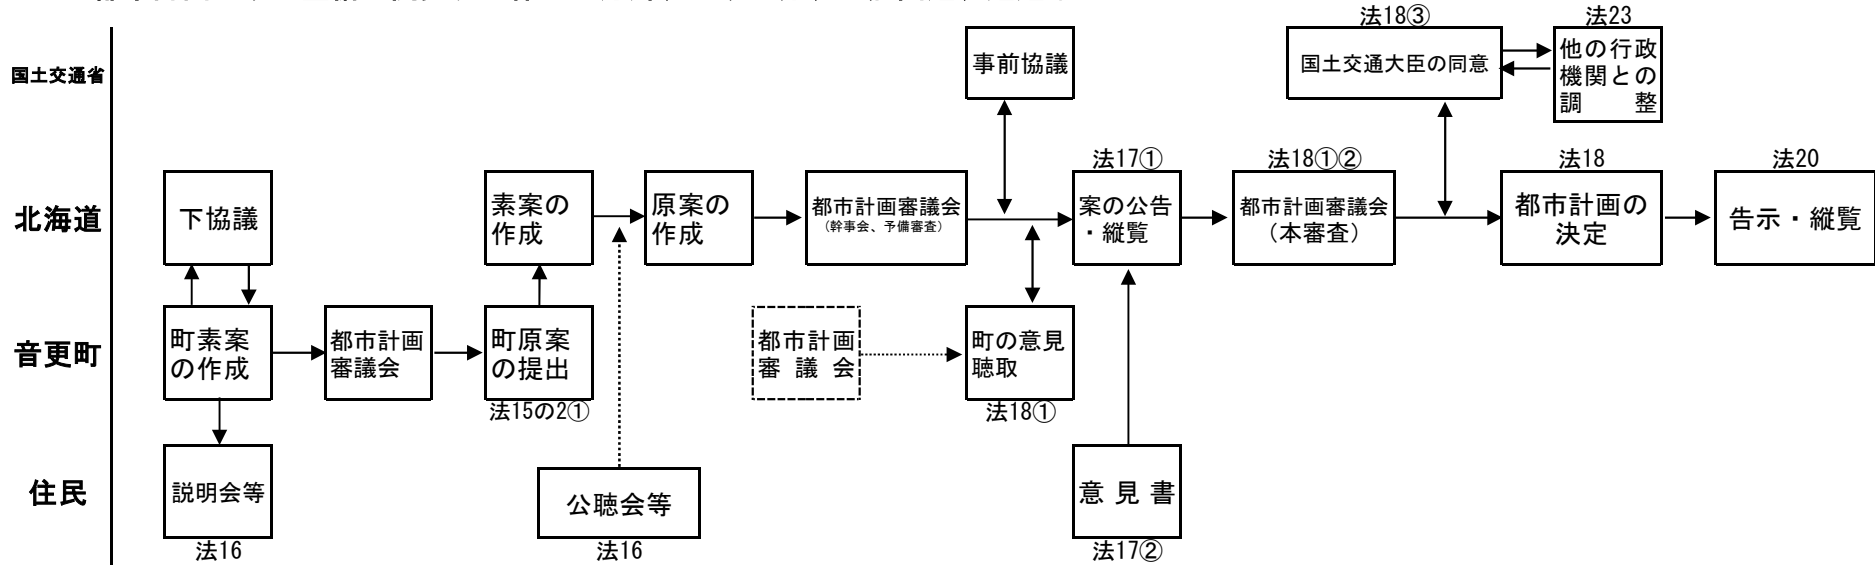 法18③
法23
国土交通省
事前協議
国土交通大臣の同意
他の行政
機関との
調整
法17①
法18①②
法18
法20
北海道
下協議
素案の
作成
原案の
作成
都市計画審議会
(幹事会、予備審査)
案の公告
・縦覧
都市計画審議会
(本審査)
都市計画の
決定
告示・縦覧
音更町
町素案
の作成
都市計画
審議会
町原案
の提出
都市計画
審議会
町の意見
聴取
法15の2①
法18①
住民
説明会等
公聴会等
意見書
法16
法16
法17②